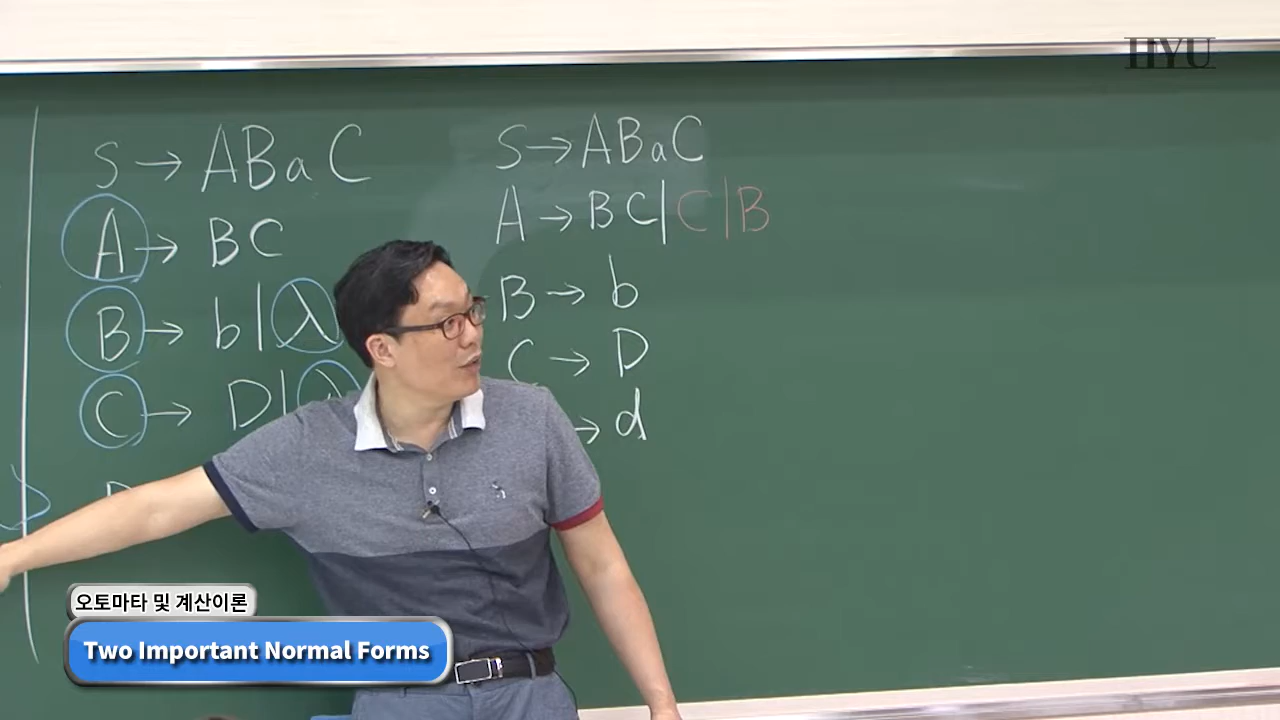 HYU
S → ABaC
A → BC
B → b|λ
C → D|λ
S → ABaC
A → BC|C|B
B → b
C → D
→ d
오토마타 및 계산이론
Two Important Normal Forms